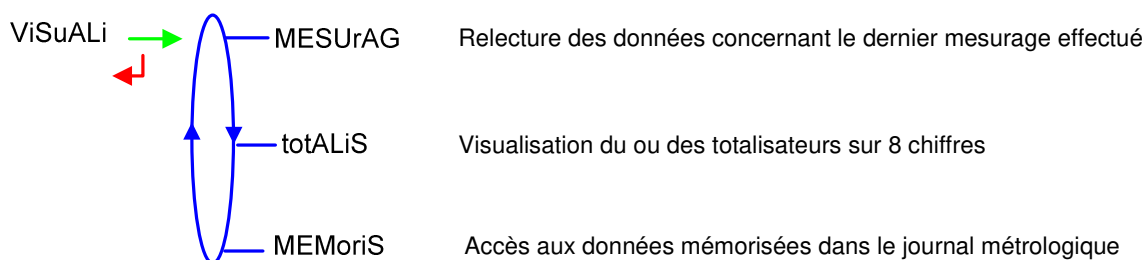 ViSuALi MESUrAG Relecture des données concernant le dernier mesurage effectué
totALiS Visualisation du ou des totalisateurs sur 8 chiffres
MEMoriS Accès aux données mémorisées dans le journal métrologique